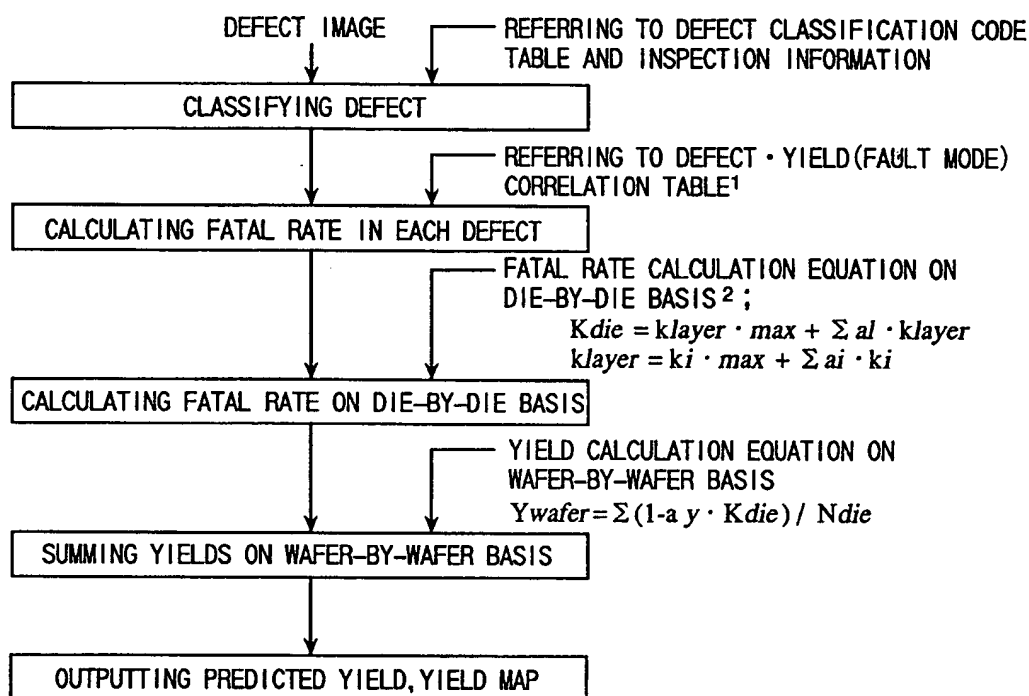 DEFECT IMAGE
REFERRING TO DEFECT CLASSIFICATION CODE
TABLE AND INSPECTION INFORMATION
CLASSIFYING DEFECT
REFERRING TO DEFECT・YIELD(FAULT MODE)
CORRELATION TABLE¹
CALCULATING FATAL RATE IN EACH DEFECT
FATAL RATE CALCULATION EQUATION ON
DIE–BY–DIE BASIS²;
Kdie = klayer · max + Σ al · klayer
klayer = ki · max + Σ ai · ki
CALCULATING FATAL RATE ON DIE–BY–DIE BASIS
YIELD CALCULATION EQUATION ON
WAFER–BY–WAFER BASIS
Ywafer=Σ(1-a y · Kdie) / Ndie
SUMMING YIELDS ON WAFER–BY–WAFER BASIS
OUTPUTTING PREDICTED YIELD, YIELD MAP